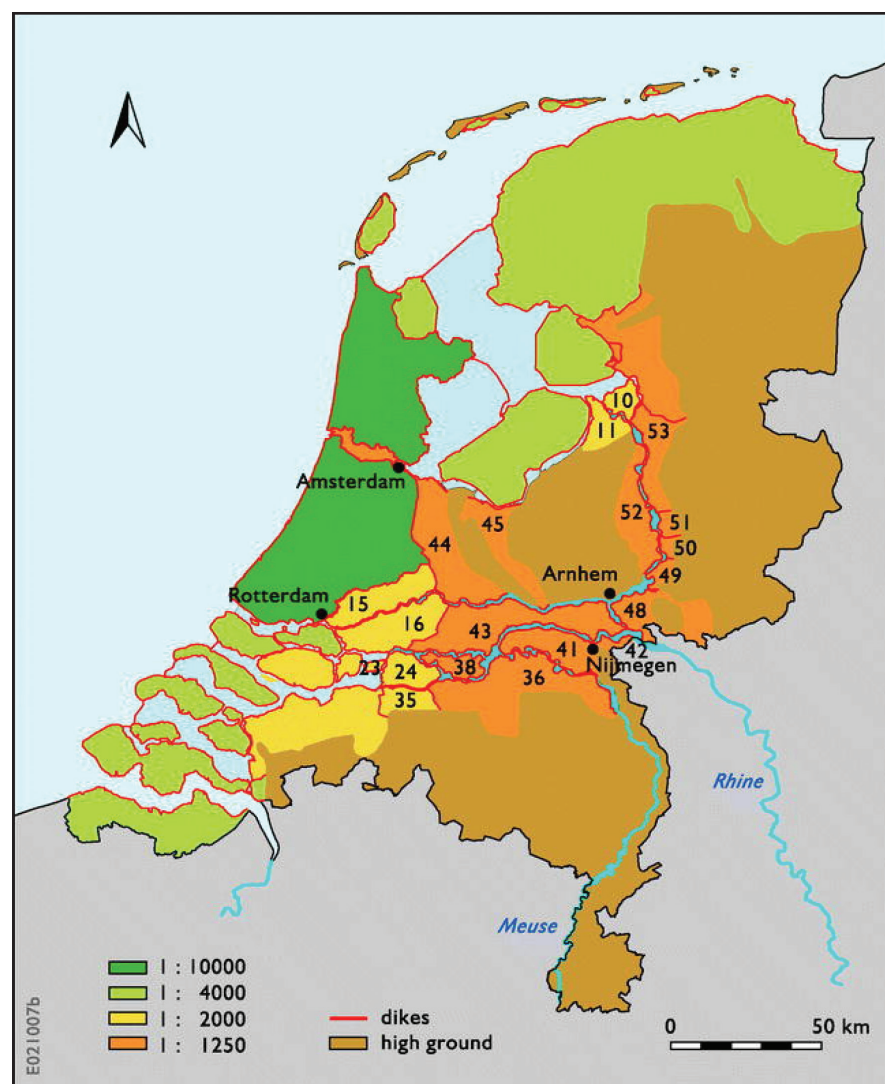 10
11
53
Amsterdam
52
51
45
44
50
Arnhem
49
Rotterdam
15
48
16
43
41
42
23
24
38
Nijmegen
36
35
Rhine
Meuse
1 : 10000
1 : 4000
1 : 2000
dikes
1 : 1250
high ground
0
50 km
E021007b